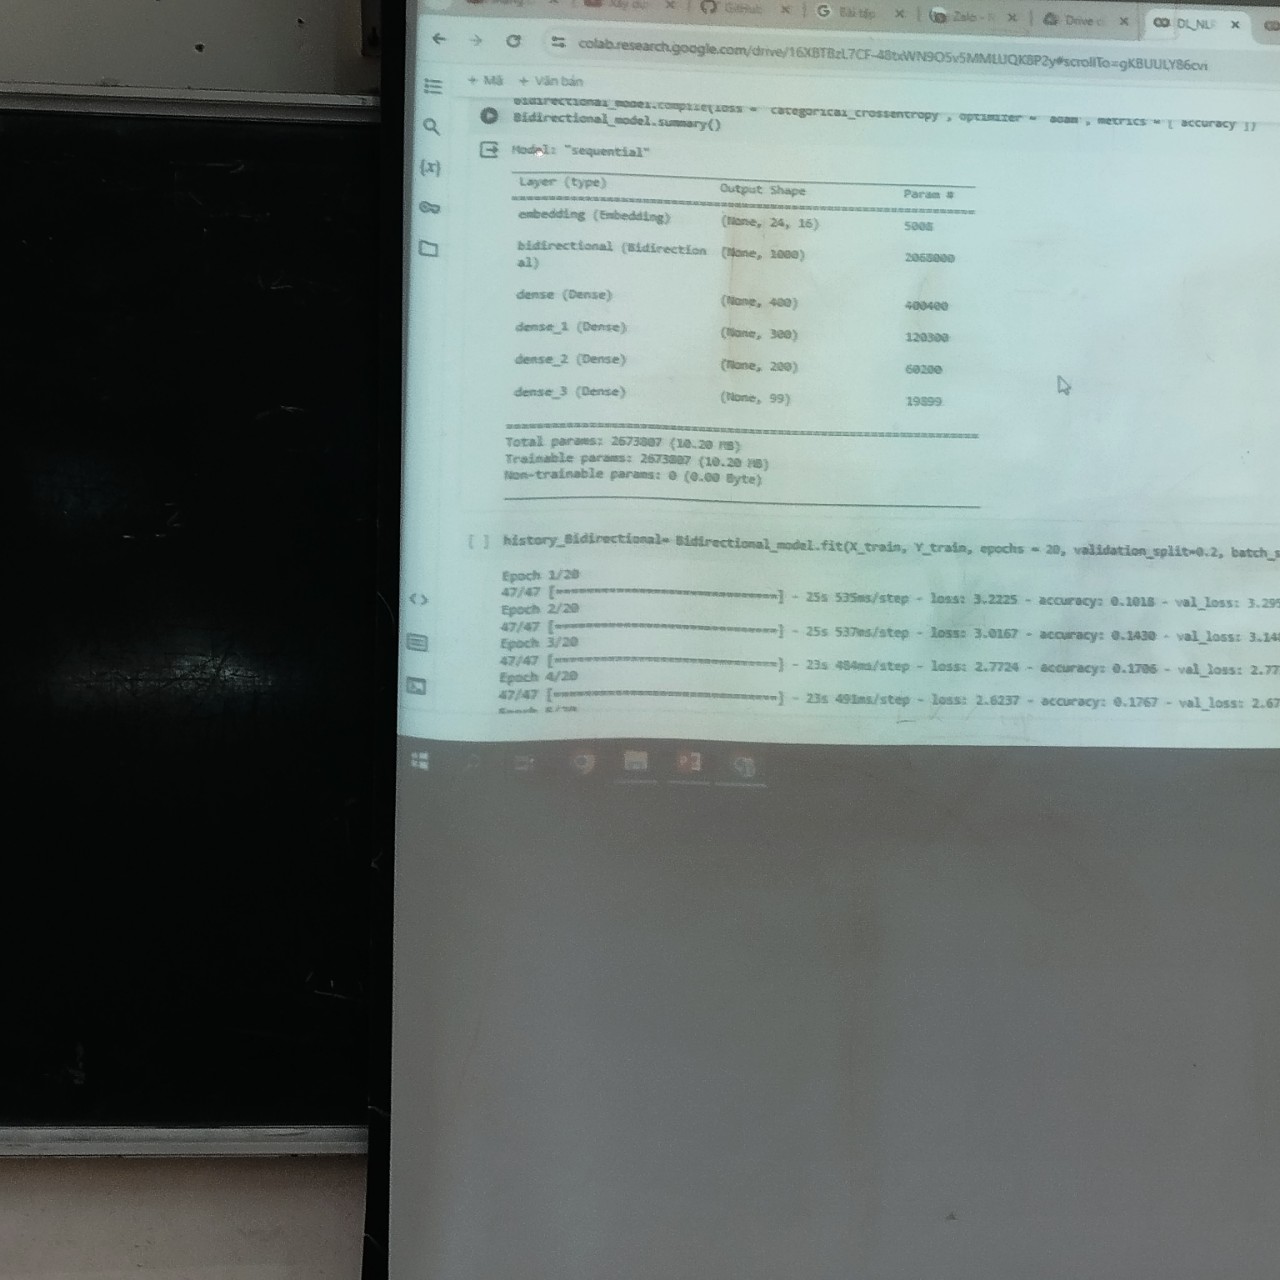 GitHub
Bài tập
Zalo -
Drive c
DL_NLF
colab.research.google.com/drive/16XBTBzL7CF-48txWN9O5v5MMLUQKBP2y#scrollTo=gKBUULY86cvi
+ Mã + Văn bản
Bidirectional_model.compile(loss = 'categorical_crossentropy', optimizer = 'adam', metrics = ['accuracy'])
Bidirectional_model.summary()
Model: "sequential"
Layer (type) Output Shape Param #
embedding (Embedding) (None, 24, 16) 5008
bidirectional (Bidirection (None, 1000) 2068000
al)
dense (Dense) (None, 400) 400400
dense_1 (Dense) (None, 300) 120300
dense_2 (Dense) (None, 200) 60200
dense_3 (Dense) (None, 99) 19899
Total params: 2673807 (10.20 MB)
Trainable params: 2673807 (10.20 MB)
Non-trainable params: 0 (0.00 Byte)
[ ] history_Bidirectional= Bidirectional_model.fit(X_train, Y_train, epochs = 20, validation_split=0.2, batch_s
Epoch 1/20
47/47 [==============================] - 25s 535ms/step - loss: 3.2225 - accuracy: 0.1018 - val_loss: 3.295
Epoch 2/20
47/47 [==============================] - 25s 537ms/step - loss: 3.0167 - accuracy: 0.1430 - val_loss: 3.140
Epoch 3/20
47/47 [==============================] - 23s 484ms/step - loss: 2.7724 - accuracy: 0.1706 - val_loss: 2.77
Epoch 4/20
47/47 [==============================] - 23s 491ms/step - loss: 2.6237 - accuracy: 0.1767 - val_loss: 2.67
Epoch 5/20